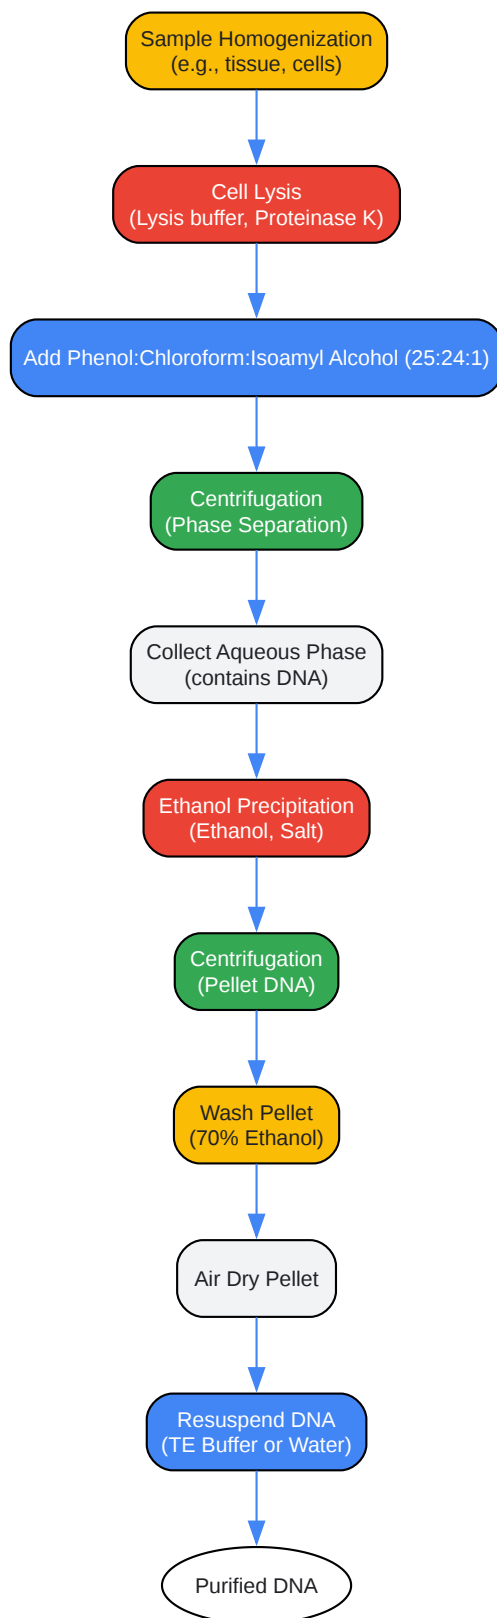 Sample Homogenization
(e.g., tissue, cells)
Cell Lysis
(Lysis buffer, Proteinase K)
Add Phenol:Chloroform:Isoamyl Alcohol (25:24:1)
Centrifugation
(Phase Separation)
Collect Aqueous Phase
(contains DNA)
Ethanol Precipitation
(Ethanol, Salt)
Centrifugation
(Pellet DNA)
Wash Pellet
(70% Ethanol)
Air Dry Pellet
Resuspend DNA
(TE Buffer or Water)
Purified DNA